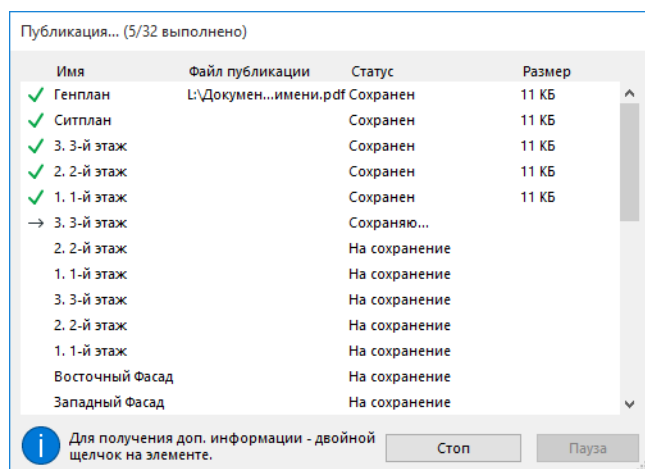 Публикация... (5/32 выполнено)
Имя Файл публикации Статус Размер
Генплан L:\Докумен...имени.pdf Сохранен 11 КБ
Ситплан Сохранен 11 КБ
3. 3-й этаж Сохранен 11 КБ
2. 2-й этаж Сохранен 11 КБ
1. 1-й этаж Сохранен 11 КБ
3. 3-й этаж Сохраняю...
2. 2-й этаж На сохранение
1. 1-й этаж На сохранение
3. 3-й этаж На сохранение
2. 2-й этаж На сохранение
1. 1-й этаж На сохранение
Восточный Фасад На сохранение
Западный Фасад На сохранение
Для получения доп. информации - двойной
щелчок на элементе.
Стоп Пауза